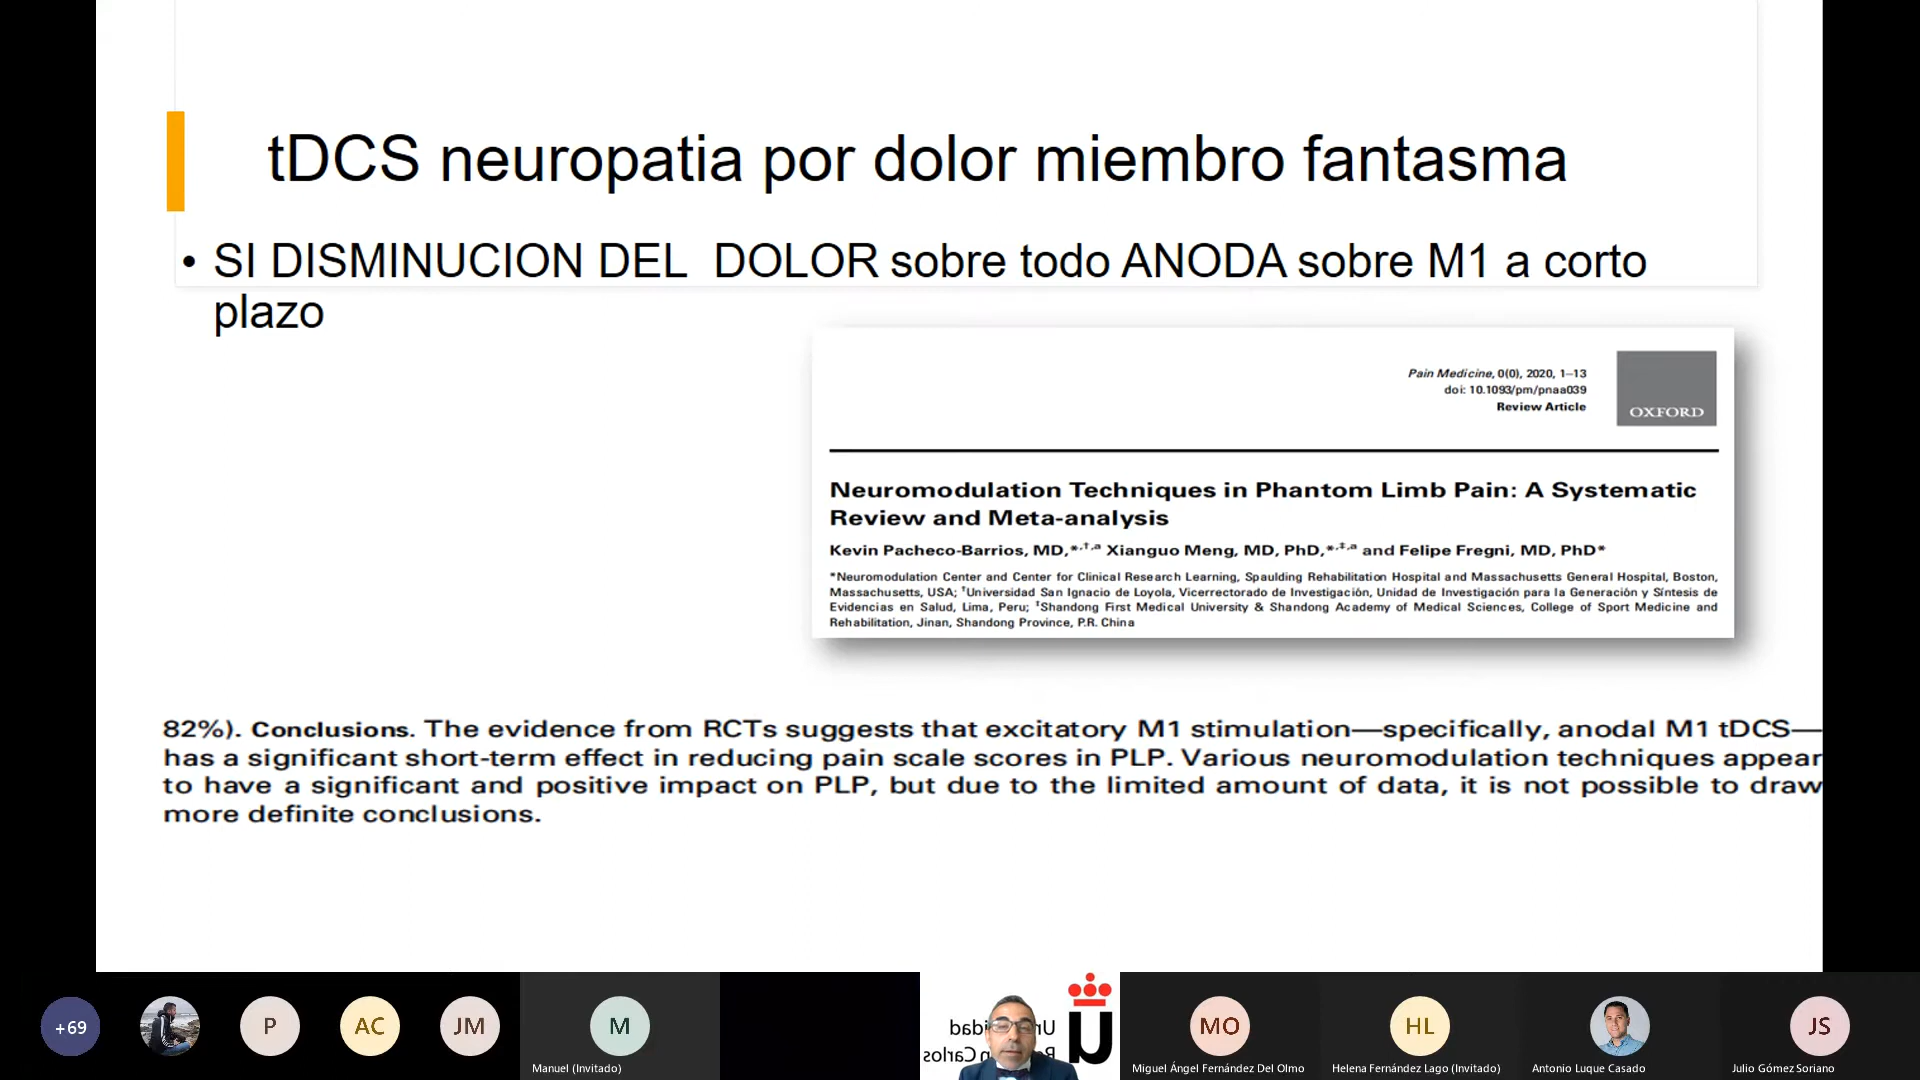 tDCS neuropatia por dolor miembro fantasma
• SI DISMINUCION DEL DOLOR sobre todo ANODA sobre M1 a corto
plazo
Pain Medicine, 0(0), 2020, 1–13
doi: 10.1093/pm/pnaa039
Review Article
OXFORD
Neuromodulation Techniques in Phantom Limb Pain: A Systematic
Review and Meta-analysis
Kevin Pacheco-Barrios, MD,*,†,a Xianguo Meng, MD, PhD,*,‡,a and Felipe Fregni, MD, PhD*
*Neuromodulation Center and Center for Clinical Research Learning, Spaulding Rehabilitation Hospital and Massachusetts General Hospital, Boston,
Massachusetts, USA; †Universidad San Ignacio de Loyola, Vicerrectorado de Investigación, Unidad de Investigación para la Generación y Síntesis de
Evidencias en Salud, Lima, Peru; ‡Shandong First Medical University & Shandong Academy of Medical Sciences, College of Sport Medicine and
Rehabilitation, Jinan, Shandong Province, P.R. China
82%). Conclusions. The evidence from RCTs suggests that excitatory M1 stimulation—specifically, anodal M1 tDCS—
has a significant short-term effect in reducing pain scale scores in PLP. Various neuromodulation techniques appear
to have a significant and positive impact on PLP, but due to the limited amount of data, it is not possible to draw
more definite conclusions.
+69
P
AC
JM
M
Manuel (Invitado)
MO
Miguel Ángel Fernández Del Olmo
HL
Helena Fernández Lago (Invitado)
Antonio Luque Casado
JS
Julio Gómez Soriano